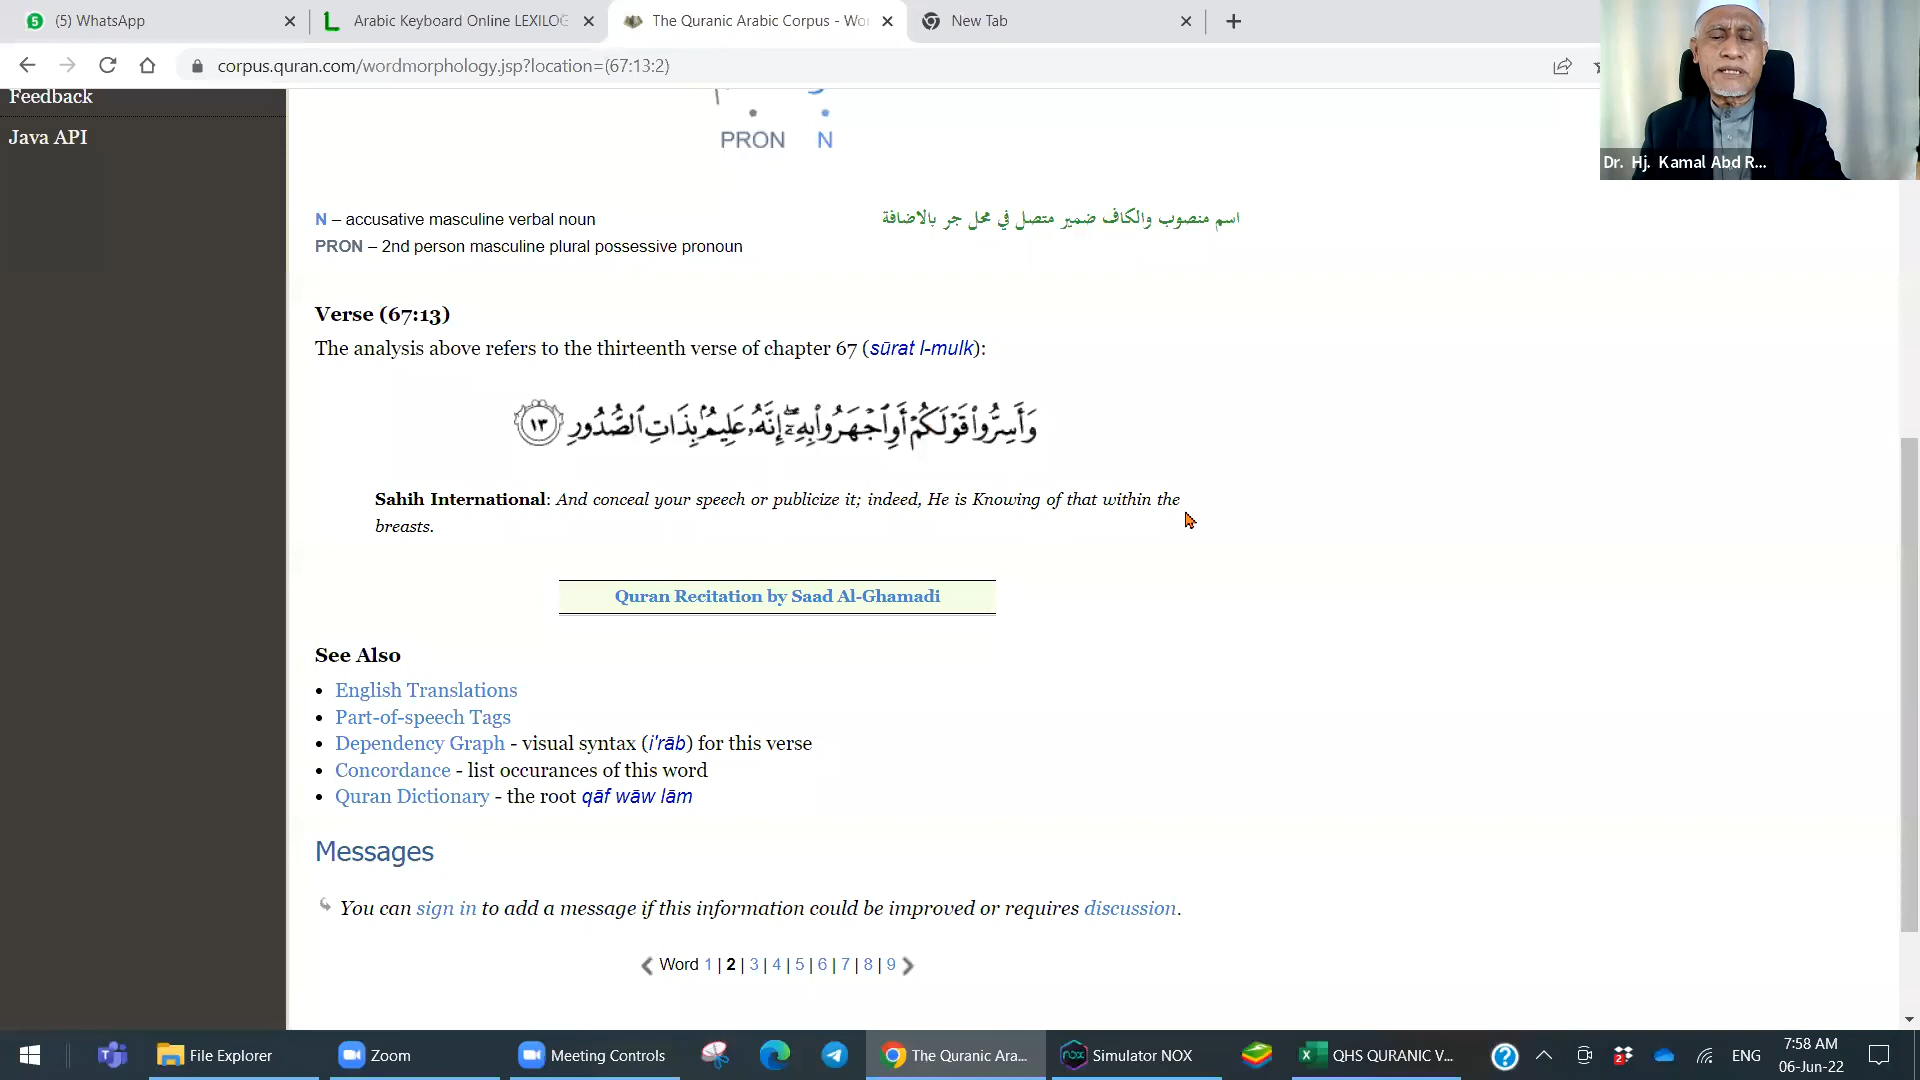 (5) WhatsApp
Arabic Keyboard Online LEXILOG
The Quranic Arabic Corpus - Wor
New Tab
corpus.quran.com/wordmorphology.jsp?location=(67:13:2)
Dr. Hj. Kamal Abd R...
Feedback
Java API
PRON N
N – accusative masculine verbal noun
PRON – 2nd person masculine plural possessive pronoun
اسم منصوب والكاف ضمير متصل في محل جر بالاضافة
Verse (67:13)
The analysis above refers to the thirteenth verse of chapter 67 (sūrat l-mulk):
وَأَسِرُّوا۟ قَوْلَكُمْ أَوِ ٱجْهَرُوا۟ بِهِۦٓ ۖ إِنَّهُۥ عَلِيمٌۢ بِذَاتِ ٱلصُّدُورِ ١٣
Sahih International: And conceal your speech or publicize it; indeed, He is Knowing of that within the
breasts.
Quran Recitation by Saad Al-Ghamadi
See Also
• English Translations
• Part-of-speech Tags
• Dependency Graph - visual syntax (i'rāb) for this verse
• Concordance - list occurances of this word
• Quran Dictionary - the root qāf wāw lām
Messages
You can sign in to add a message if this information could be improved or requires discussion.
Word 1 | 2 | 3 | 4 | 5 | 6 | 7 | 8 | 9
File Explorer
Zoom
Meeting Controls
The Quranic Ara...
Simulator NOX
QHS QURANIC V...
2
ENG
7:58 AM
06-Jun-22